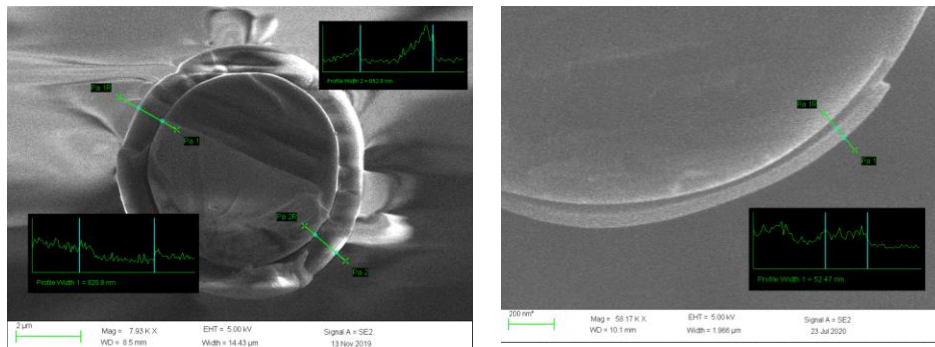 Profile Width 2 = 652.8 nm
Pa 1R
Pa 1
Pa 2R
Pa 2
Profile Width 1 = 825.8 nm
2 µm
Mag = 7.93 K X
EHT = 5.00 kV
Signal A = SE2
WD = 8.5 mm
Width = 14.43 µm
13 Nov 2019
Pa 1R
Pa 1
Profile Width 1 = 52.47 nm
200 nm*
Mag = 58.17 K X
EHT = 5.00 kV
Signal A = SE2
WD = 10.1 mm
Width = 1.966 µm
23 Jul 2020